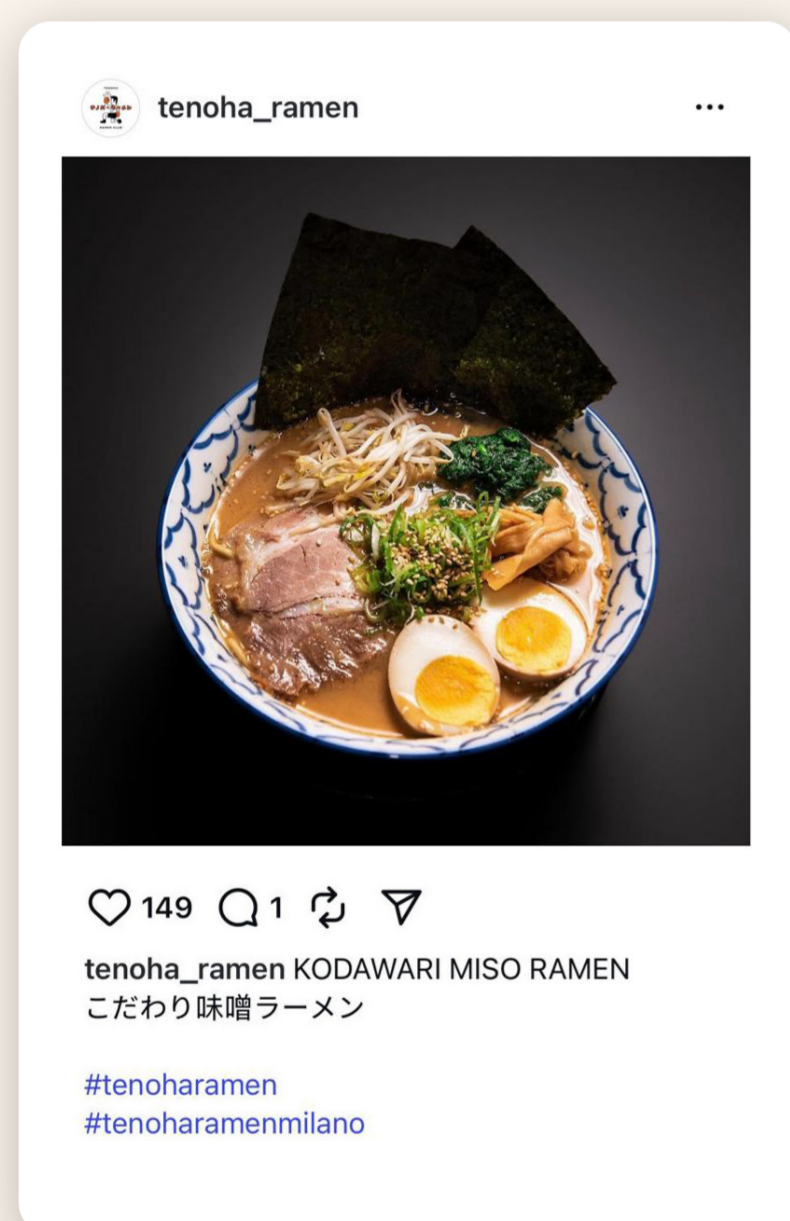 tenoha_ramen
149 1
tenoha_ramen KODAWARI MISO RAMEN
こだわり味噌ラーメン
#tenoharamen
#tenoharamenmilano